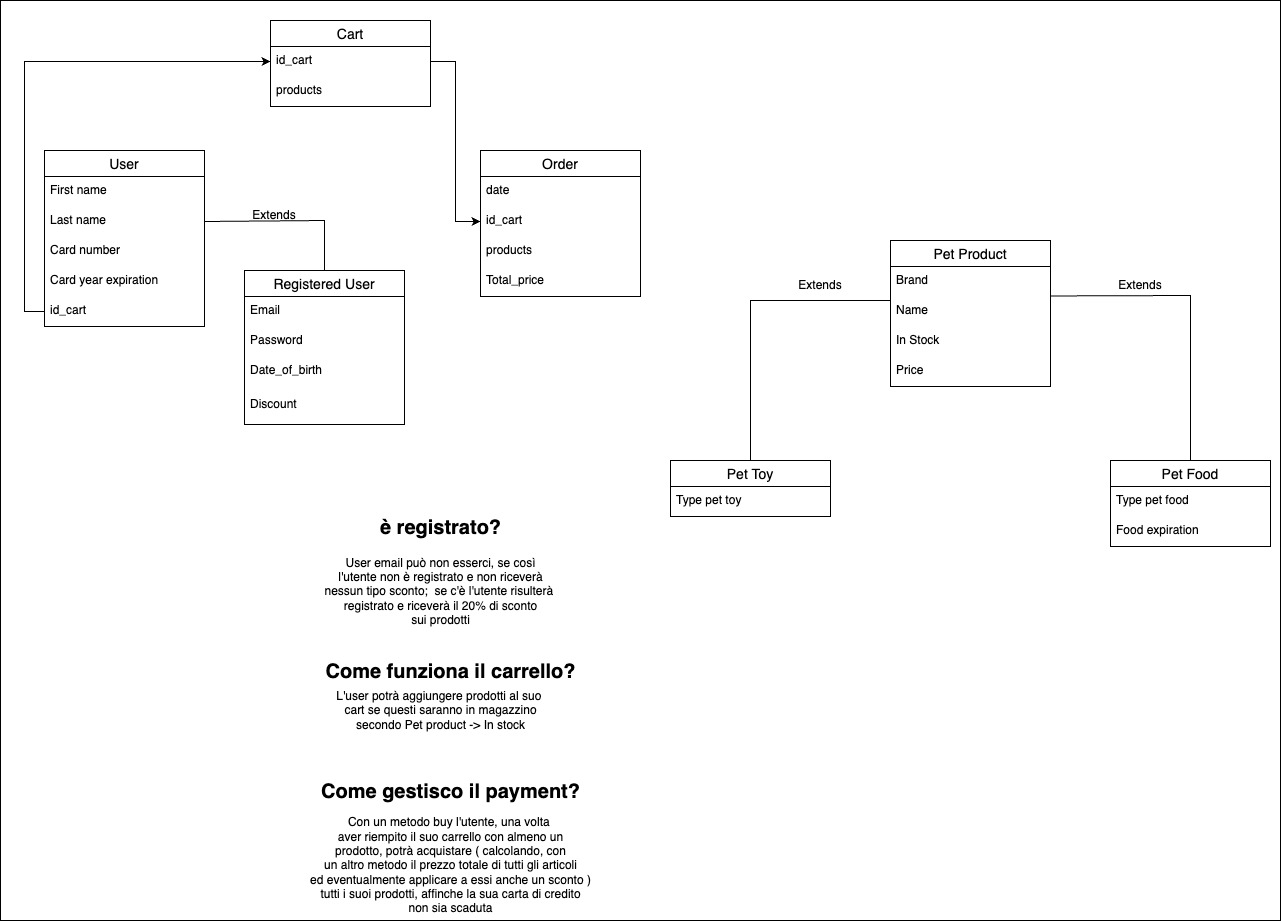 Cart
id_cart
products
User
First name
Last name
Card number
Card year expiration
id_cart
Extends
Registered User
Email
Password
Date_of_birth
Discount
Order
date
id_cart
products
Total_price
Pet Product
Brand
Name
In Stock
Price
Extends
Extends
Pet Toy
Type pet toy
Pet Food
Type pet food
Food expiration
è registrato?
User email può non esserci, se così
l'utente non è registrato e non riceverà
nessun tipo sconto; se c'è l'utente risulterà
registrato e riceverà il 20% di sconto
sui prodotti
Come funziona il carrello?
L'user potrà aggiungere prodotti al suo
cart se questi saranno in magazzino
secondo Pet product -> In stock
Come gestisco il payment?
Con un metodo buy l'utente, una volta
aver riempito il suo carrello con almeno un
prodotto, potrà acquistare ( calcolando, con
un altro metodo il prezzo totale di tutti gli articoli
ed eventualmente applicare a essi anche un sconto )
tutti i suoi prodotti, affinche la sua carta di credito
non sia scaduta